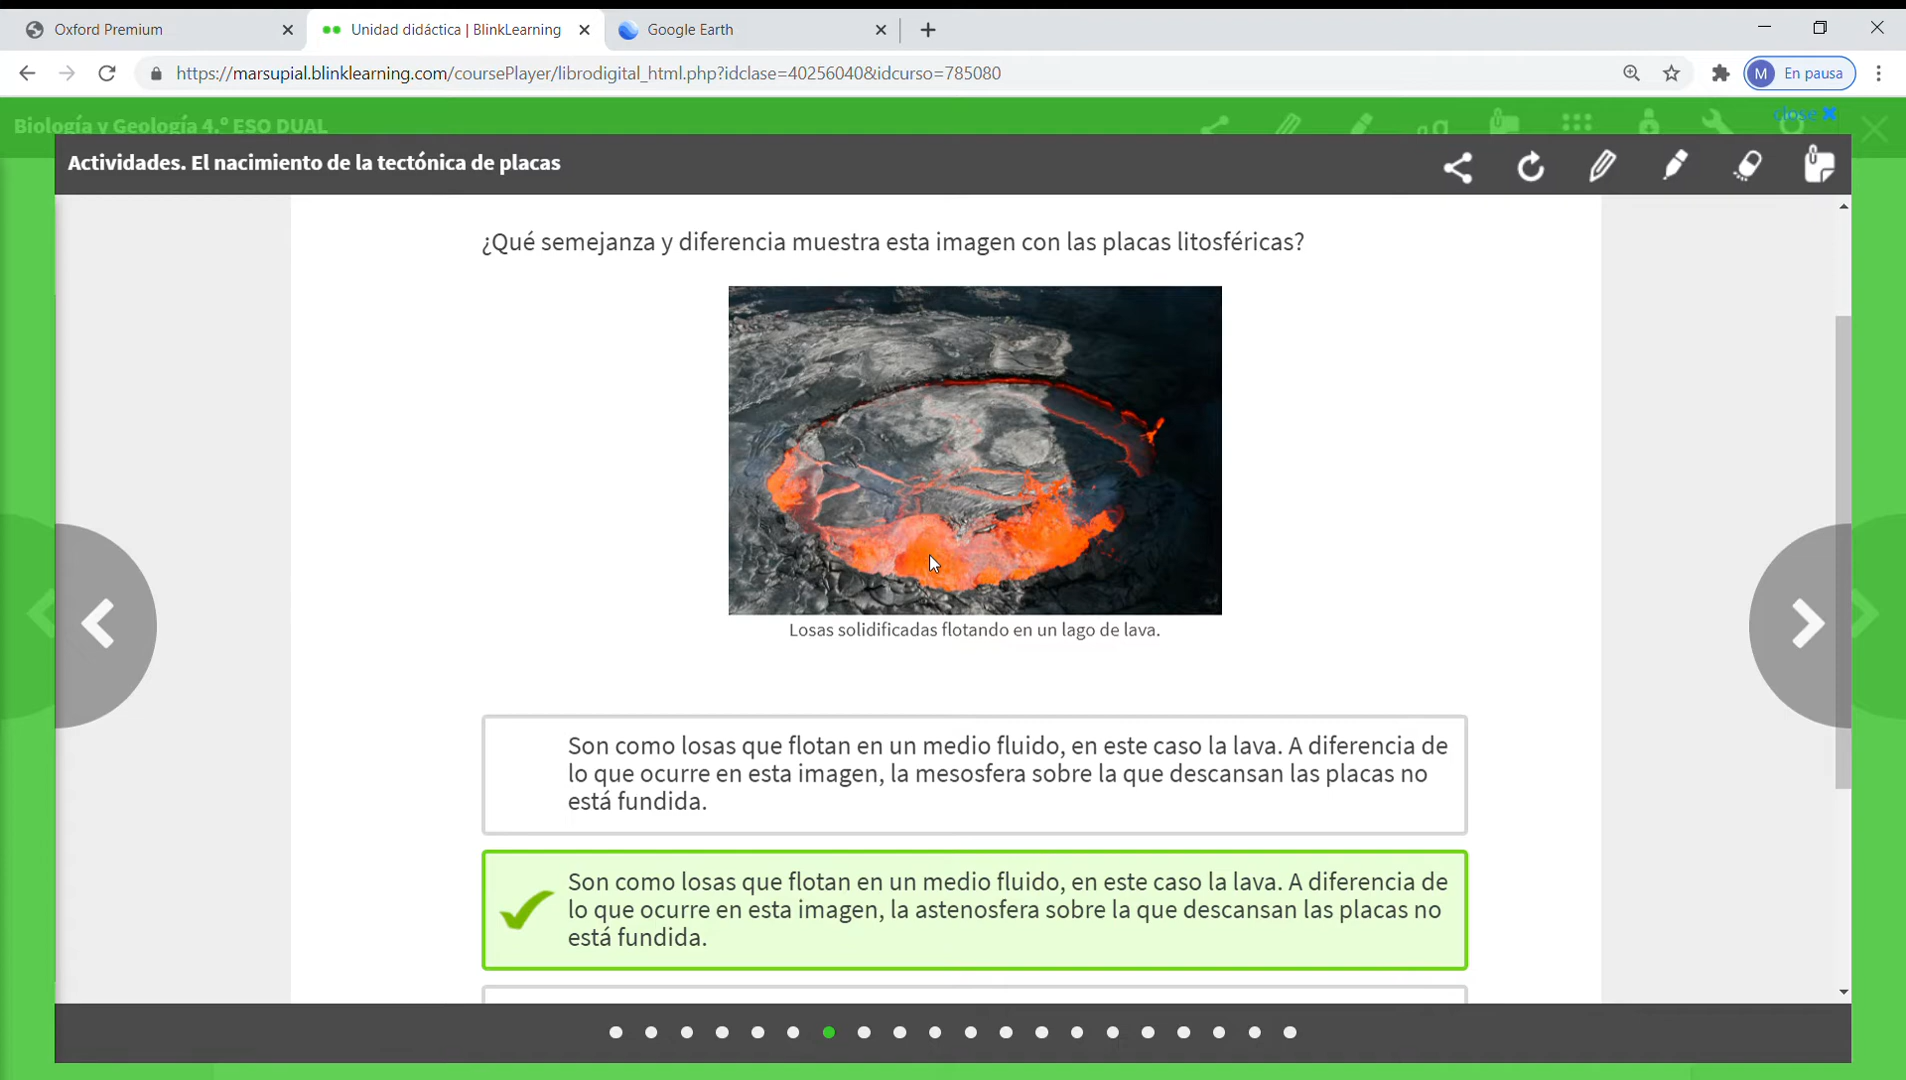 Oxford Premium
Unidad didáctica | BlinkLearning
Google Earth
https://marsupial.blinklearning.com/coursePlayer/librodigital_html.php?idclase=40256040&idcurso=785080
M En pausa
Biología y Geología 4.º ESO DUAL
close
Actividades. El nacimiento de la tectónica de placas
¿Qué semejanza y diferencia muestra esta imagen con las placas litosféricas?
Losas solidificadas flotando en un lago de lava.
Son como losas que flotan en un medio fluido, en este caso la lava. A diferencia de
lo que ocurre en esta imagen, la mesosfera sobre la que descansan las placas no
está fundida.
Son como losas que flotan en un medio fluido, en este caso la lava. A diferencia de
lo que ocurre en esta imagen, la astenosfera sobre la que descansan las placas no
está fundida.